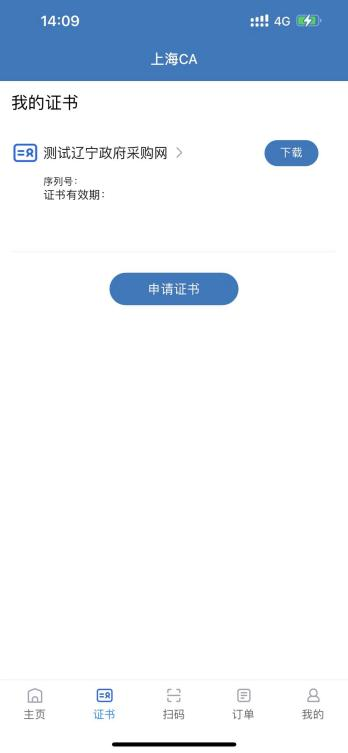 14:09
4G
上海CA
我的证书
测试辽宁政府采购网
下载
序列号：
证书有效期：
申请证书
主页
证书
扫码
订单
我的